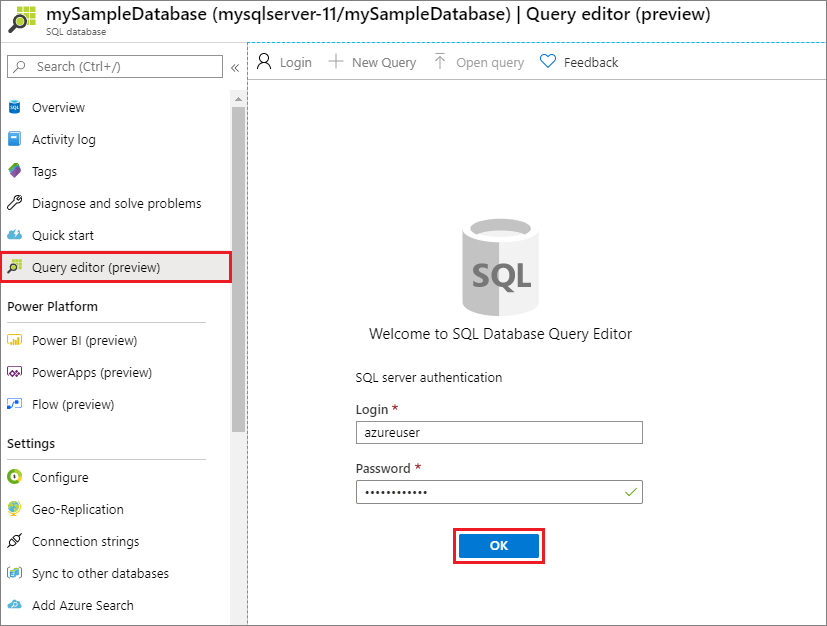 mySampleDatabase (mysqlserver-11/mySampleDatabase) | Query editor (preview)
SQL database
Search (Ctrl+/)
«
Login
New Query
Open query
Feedback
SQL
Overview
Activity log
Tags
Diagnose and solve problems
Quick start
Query editor (preview)
Power Platform
Power BI (preview)
PowerApps (preview)
Flow (preview)
Settings
Configure
Geo-Replication
Connection strings
Sync to other databases
Add Azure Search
SQL
Welcome to SQL Database Query Editor
SQL server authentication
Login *
azureuser
Password *
••••••••••••
OK